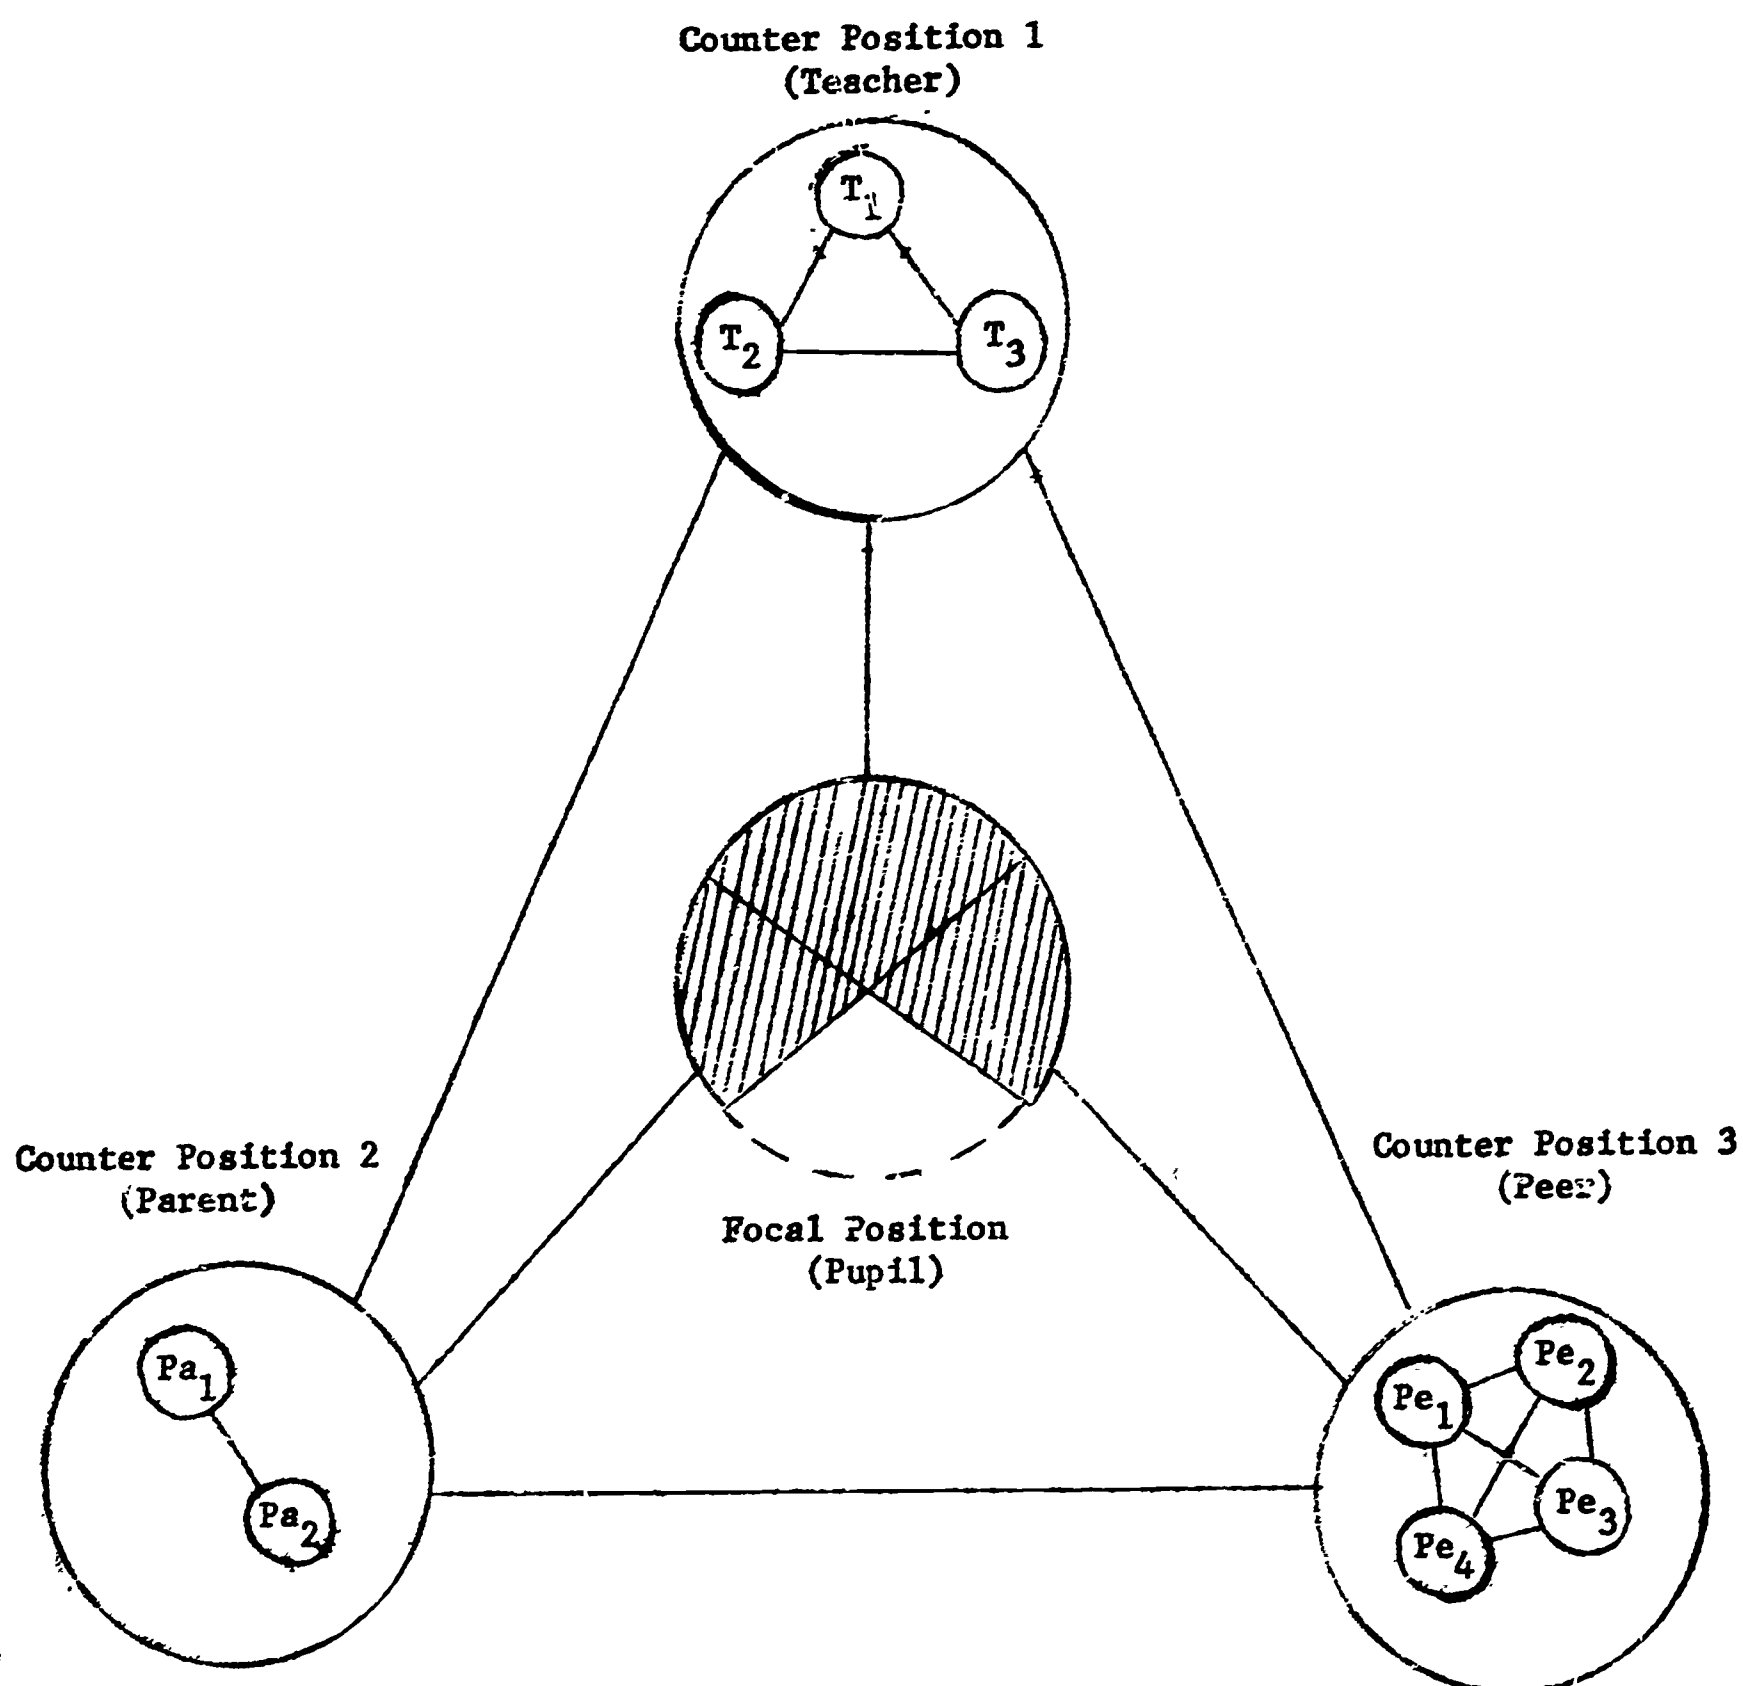 Counter Position 1
(Teacher)
T1
T2
T3
Counter Position 2
(Parent)
Counter Position 3
(Peer)
Focal Position
(Pupil)
Pa1
Pa2
Pe1
Pe2
Pe3
Pe4